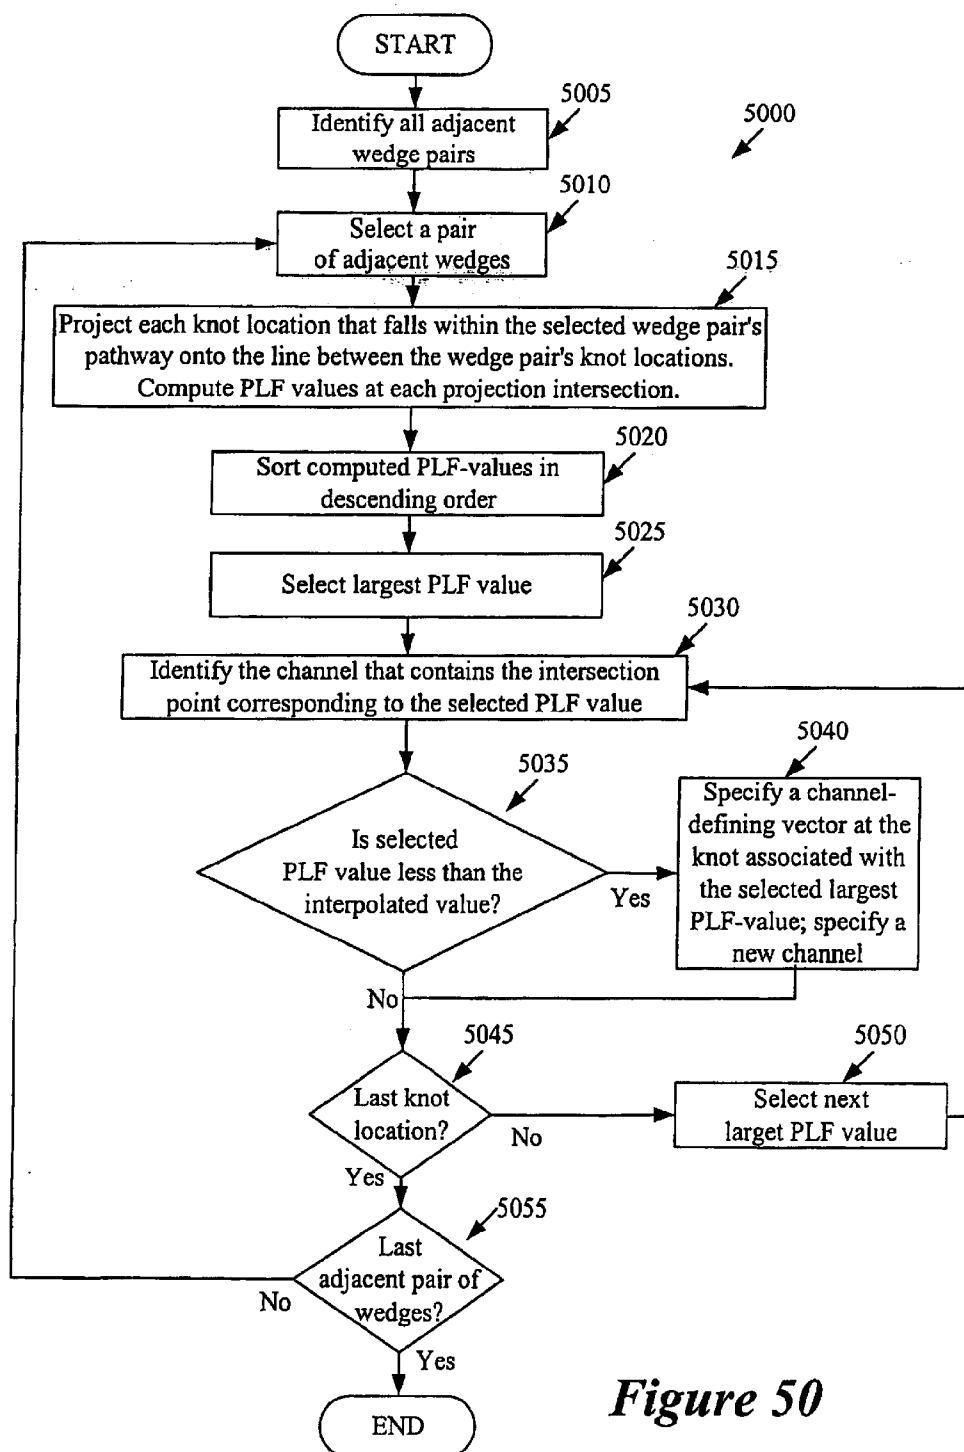 START
5005
Identify all adjacent
wedge pairs
5000
5010
Select a pair
of adjacent wedges
5015
Project each knot location that falls within the selected wedge pair's
pathway onto the line between the wedge pair's knot locations.
Compute PLF values at each projection intersection.
5020
Sort computed PLF-values in
descending order
5025
Select largest PLF value
5030
Identify the channel that contains the intersection
point corresponding to the selected PLF value
5035
Is selected
PLF value less than the
interpolated value?
Yes
5040
Specify a channel-
defining vector at the
knot associated with
the selected largest
PLF-value; specify a
new channel
No
5045
Last knot
location?
No
5050
Select next
larget PLF value
Yes
5055
Last
adjacent pair of
wedges?
No
Yes
END
Figure 50